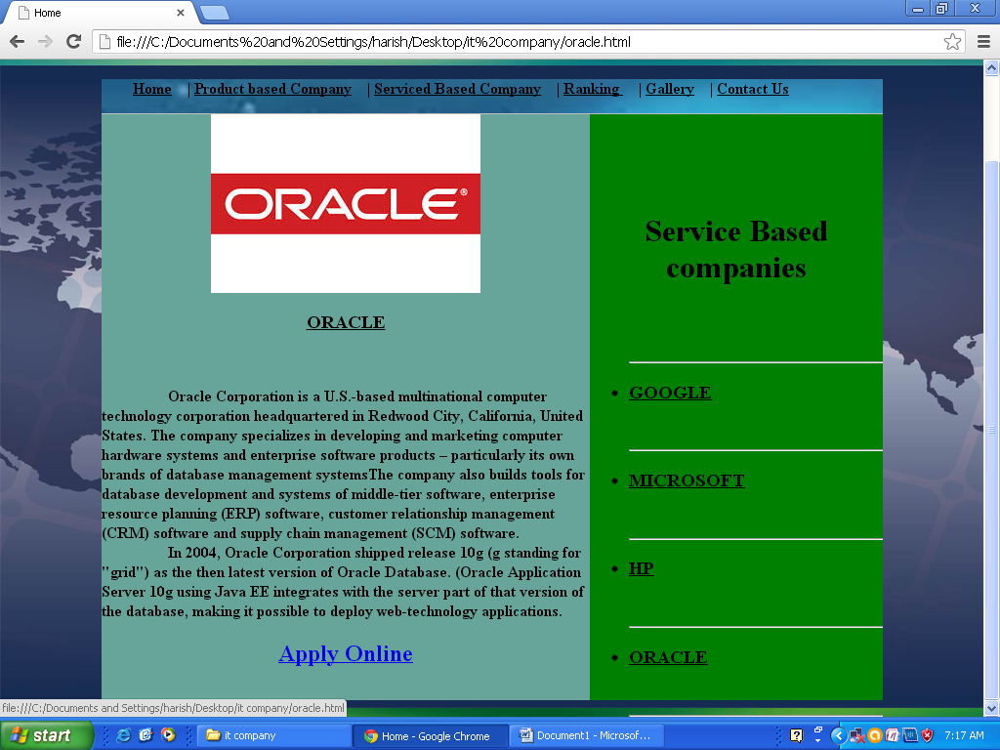 Home
file:///C:/Documents%20and%20Settings/harish/Desktop/it%20company/oracle.html
Home | Product based Company | Serviced Based Company | Ranking | Gallery | Contact Us
ORACLE®
ORACLE
Oracle Corporation is a U.S.-based multinational computer
technology corporation headquartered in Redwood City, California, United
States. The company specializes in developing and marketing computer
hardware systems and enterprise software products – particularly its own
brands of database management systemsThe company also builds tools for
database development and systems of middle-tier software, enterprise
resource planning (ERP) software, customer relationship management
(CRM) software and supply chain management (SCM) software.
In 2004, Oracle Corporation shipped release 10g (g standing for
"grid") as the then latest version of Oracle Database. (Oracle Application
Server 10g using Java EE integrates with the server part of that version of
the database, making it possible to deploy web-technology applications.
Apply Online
Service Based
companies
GOOGLE
MICROSOFT
HP
ORACLE
file:///C:/Documents and Settings/harish/Desktop/it company/oracle.html
start
it company
Home - Google Chrome
Document1 - Microsof...
7:17 AM